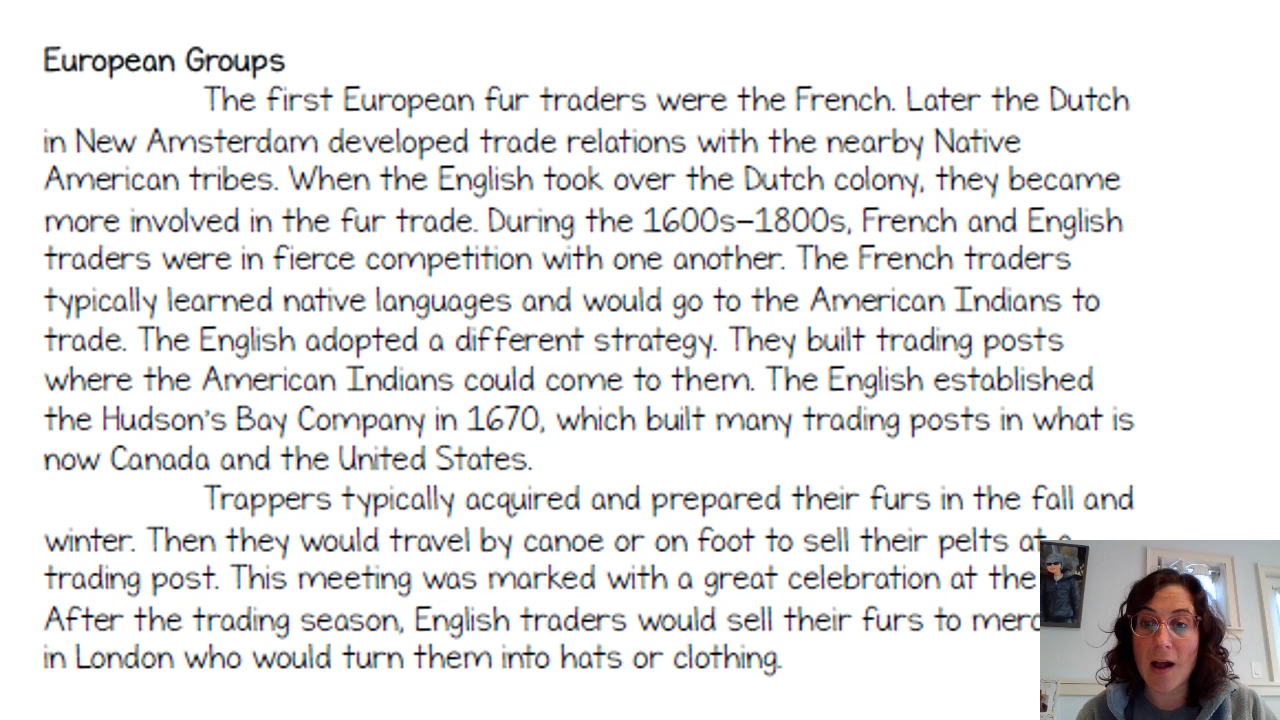 European Groups
The first European fur traders were the French. Later the Dutch
in New Amsterdam developed trade relations with the nearby Native
American tribes. When the English took over the Dutch colony, they became
more involved in the fur trade. During the 1600s–1800s, French and English
traders were in fierce competition with one another. The French traders
typically learned native languages and would go to the American Indians to
trade. The English adopted a different strategy. They built trading posts
where the American Indians could come to them. The English established
the Hudson's Bay Company in 1670, which built many trading posts in what is
now Canada and the United States.
Trappers typically acquired and prepared their furs in the fall and
winter. Then they would travel by canoe or on foot to sell their pelts at
trading post. This meeting was marked with a great celebration at the
After the trading season, English traders would sell their furs to
in London who would turn them into hats or clothing.